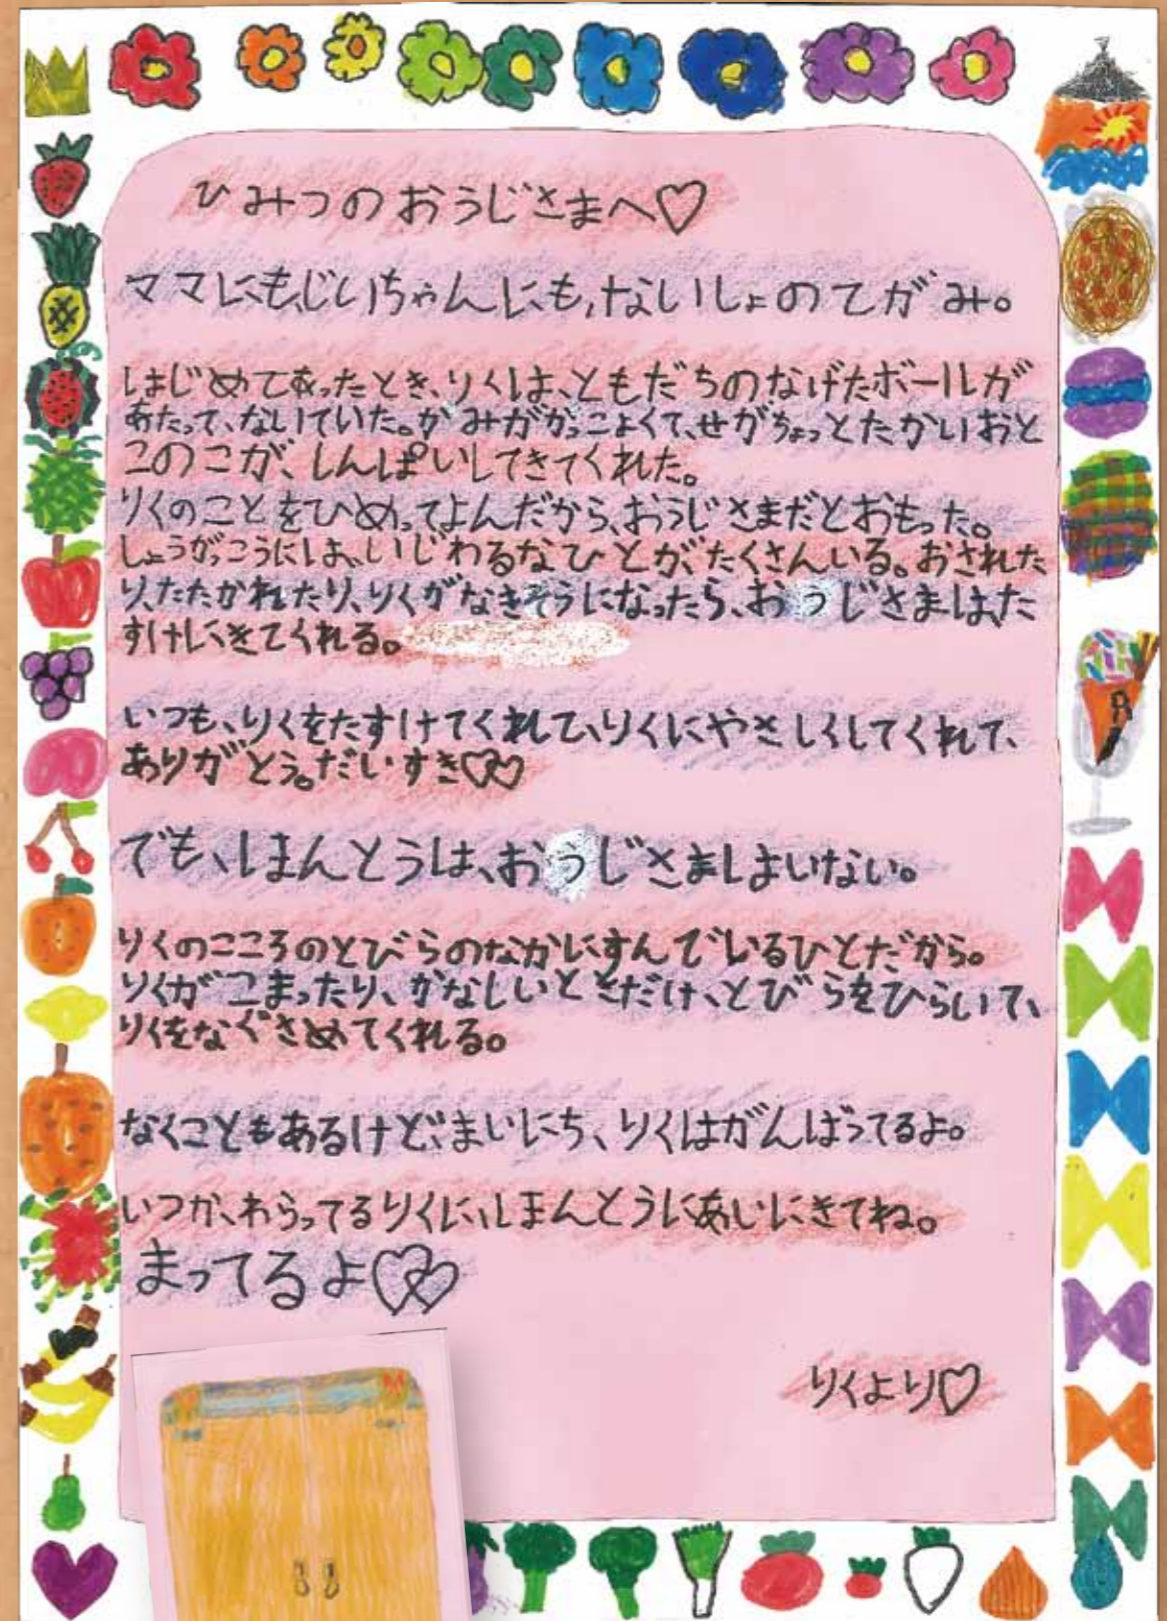 ひみつのおうじさまへ♡
ママにも、じいちゃんにも、ないしょのてがみ。
はじめてあったとき、りくは、ともだちのなげたボールが
あたって、ないていた。かみがかっこよくて、せがちょっとたかいおと
このこが、しんぱいしてきてくれた。
りくのことをひめってよんだから、おうじさまだとおもった。
しょうがっこうには、いじわるなひとが、たくさんいる。おされた
り、たたかれたり、りくがなきそうになったら、おうじさまは、た
すけにきてくれる。
いつも、りくをたすけてくれて、りくにやさしくしてくれて、
ありがとう。だいすき♡♡
でも、ほんとうは、おうじさまはいない。
りくのこころのとびらのなかにすんでいるひとだから。
りくがこまったり、かなしいときだけ、とびらをひらいて、
りくをなぐさめてくれる。
なくこともあるけど、まいにち、りくはがんばってるよ。
いつか、わらってるりくに、ほんとうにあいにきてね。
まってるよ♡♡
りくより♡